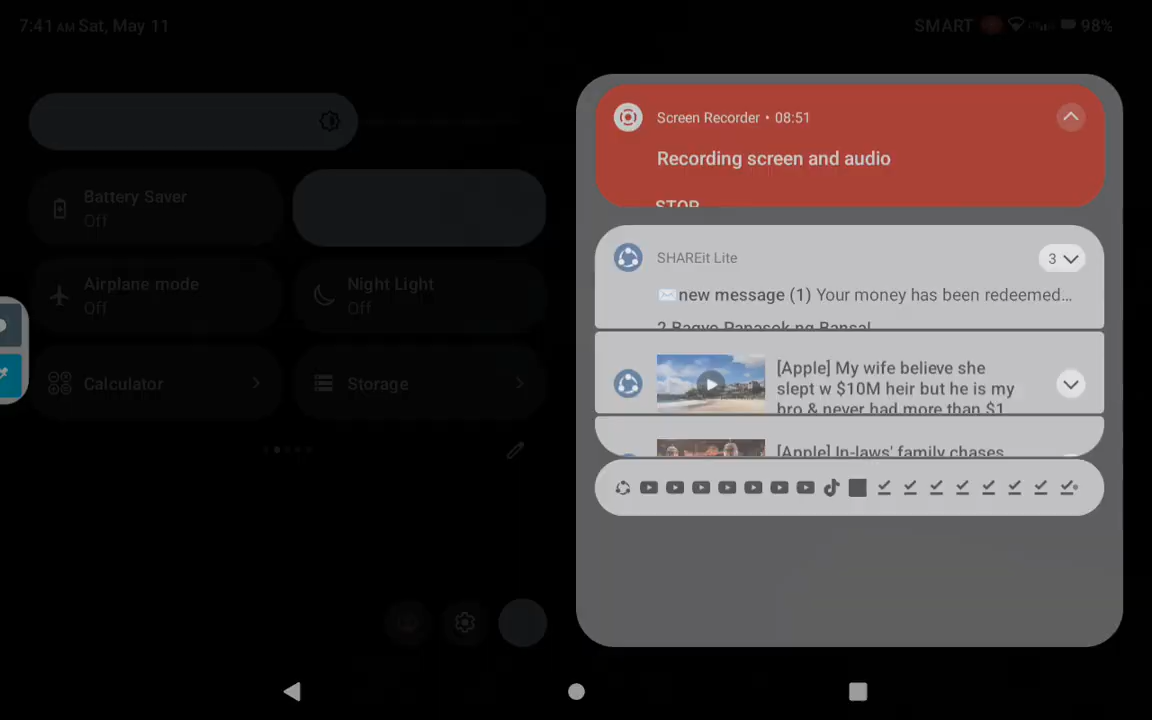 7:41 AM Sat, May 11
SMART
98%
Battery Saver
Off
Airplane mode
Off
Night Light
Off
Calculator
Storage
Screen Recorder • 08:51
Recording screen and audio
STOP
SHAREit Lite
3
✉️new message (1) Your money has been redeemed…
2 Bagyo Papasok ng Bansa!
[Apple] My wife believe she
slept w $10M heir but he is my
bro & never had more than $1
[Apple] In-laws' family chases